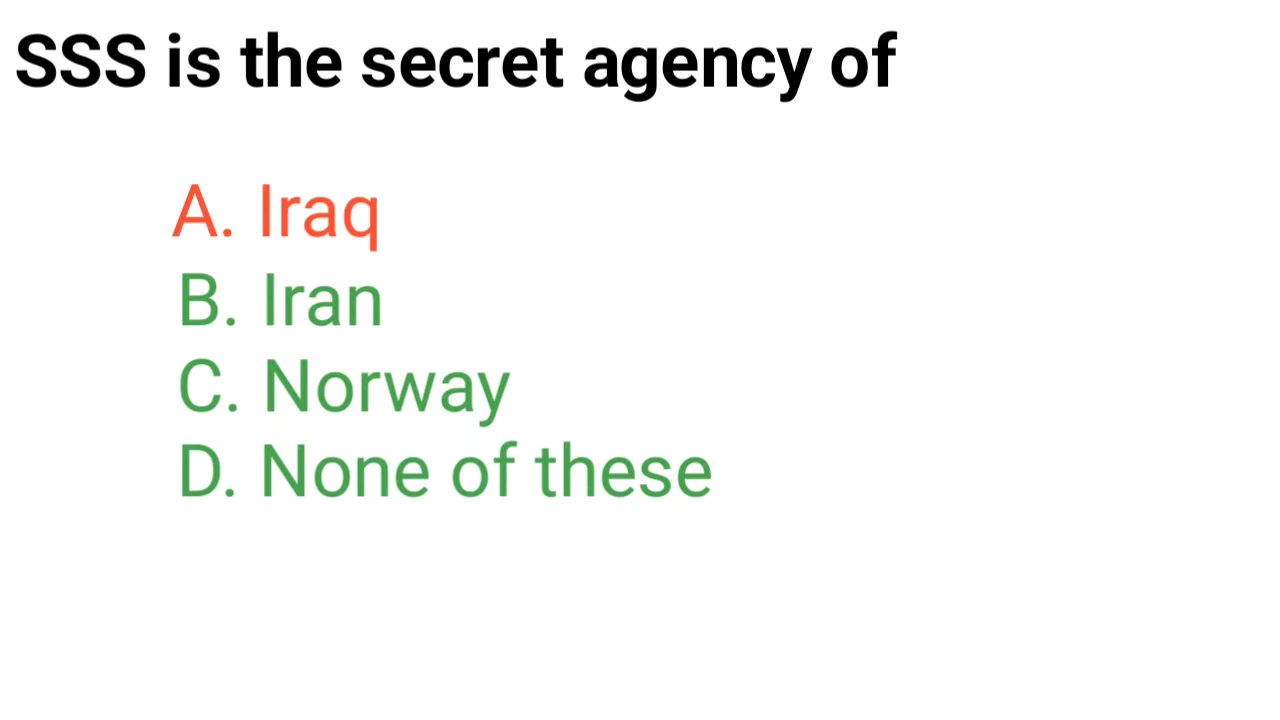 SSS is the secret agency of
A. Iraq
B. Iran
C. Norway
D. None of these